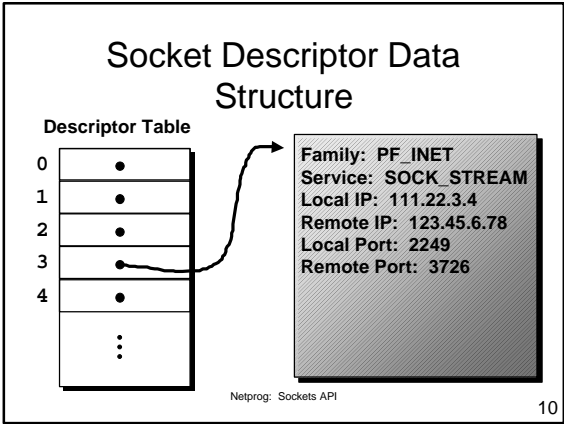 Socket Descriptor Data
Structure
Descriptor Table
0
1
2
3
4
Family: PF_INET
Service: SOCK_STREAM
Local IP: 111.22.3.4
Remote IP: 123.45.6.78
Local Port: 2249
Remote Port: 3726
Netprog: Sockets API
10